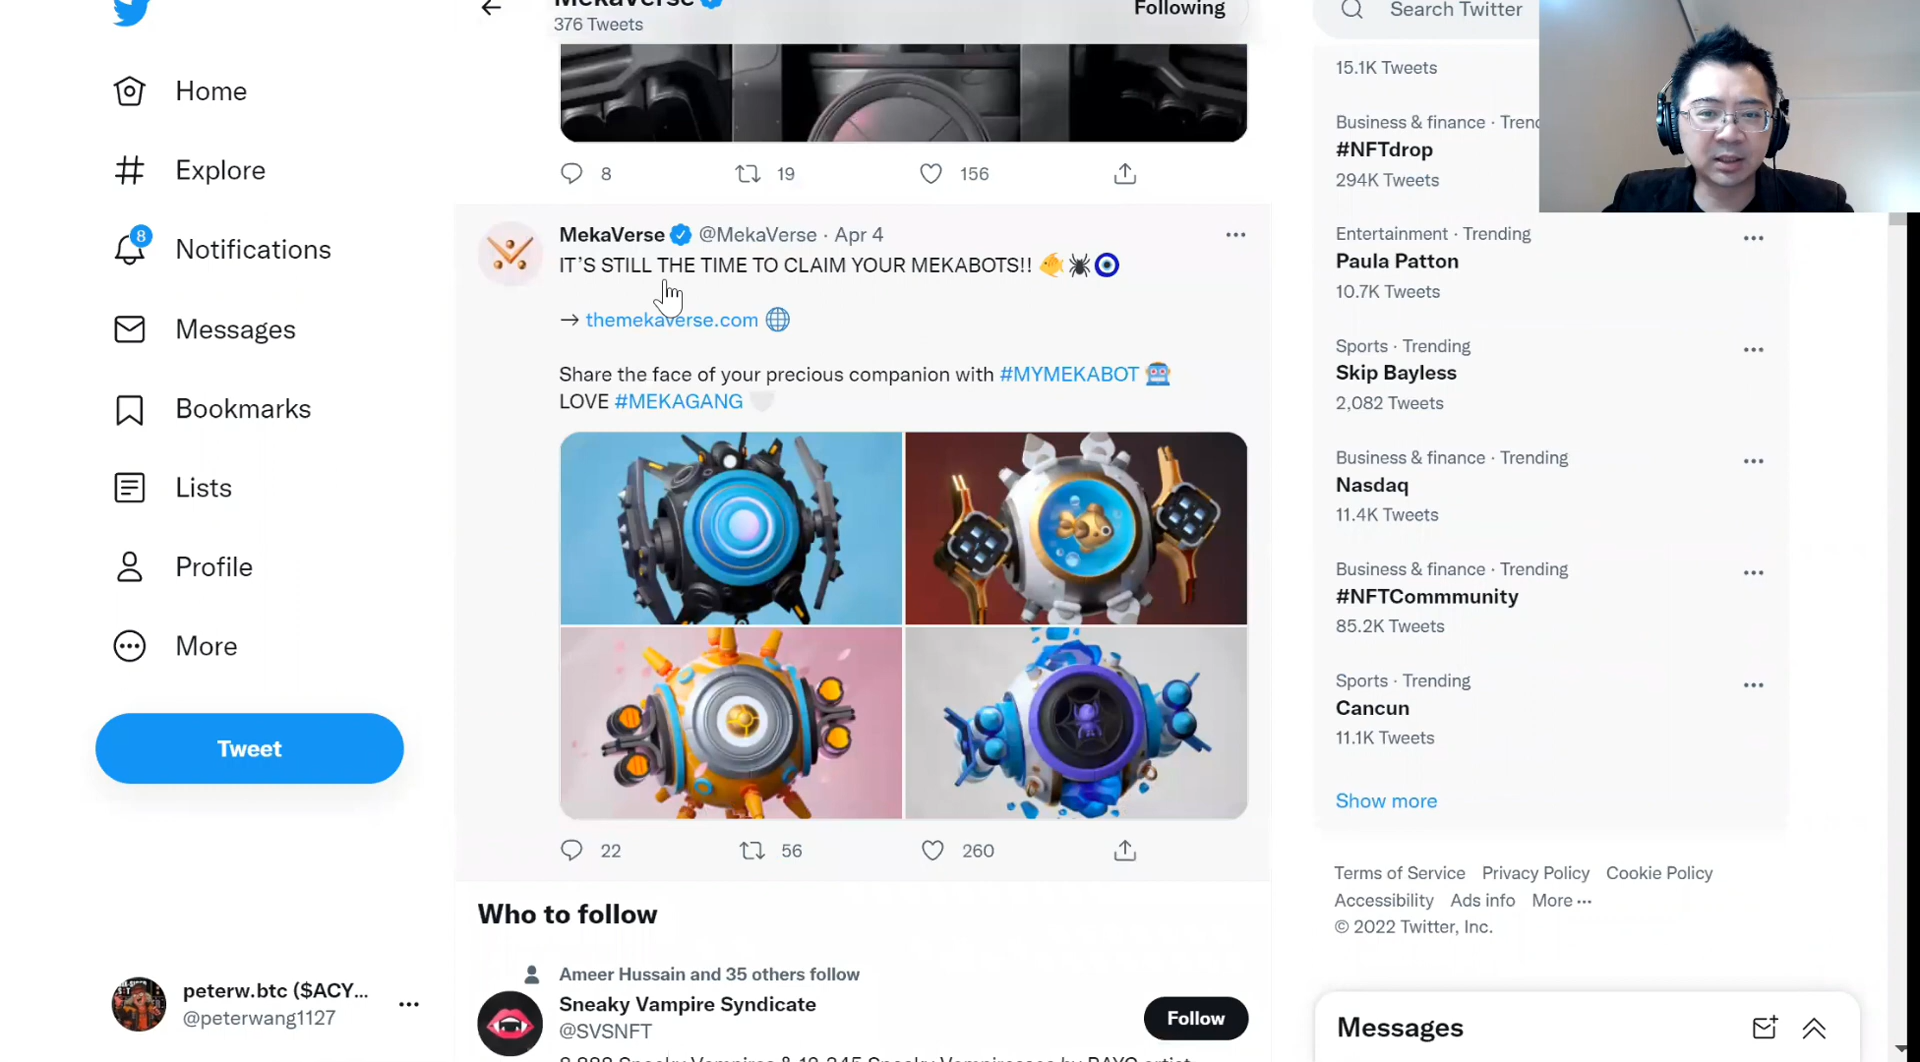 MekaVerse
376 Tweets
Following
Search Twitter
Home
Explore
8
Notifications
Messages
Bookmarks
Lists
Profile
More
Tweet
peterw.btc ($ACY...
@peterwang1127
8 19 156
MekaVerse @MekaVerse · Apr 4
IT'S STILL THE TIME TO CLAIM YOUR MEKABOTS!!
→ themekaverse.com
Share the face of your precious companion with #MYMEKABOT
LOVE #MEKAGANG
22 56 260
Who to follow
Ameer Hussain and 35 others follow
Sneaky Vampire Syndicate
@SVSNFT
Follow
15.1K Tweets
Business & finance · Tren
#NFTdrop
294K Tweets
Entertainment · Trending
Paula Patton
10.7K Tweets
Sports · Trending
Skip Bayless
2,082 Tweets
Business & finance · Trending
Nasdaq
11.4K Tweets
Business & finance · Trending
#NFTCommmunity
85.2K Tweets
Sports · Trending
Cancun
11.1K Tweets
Show more
Terms of Service Privacy Policy Cookie Policy
Accessibility Ads info More ...
© 2022 Twitter, Inc.
Messages